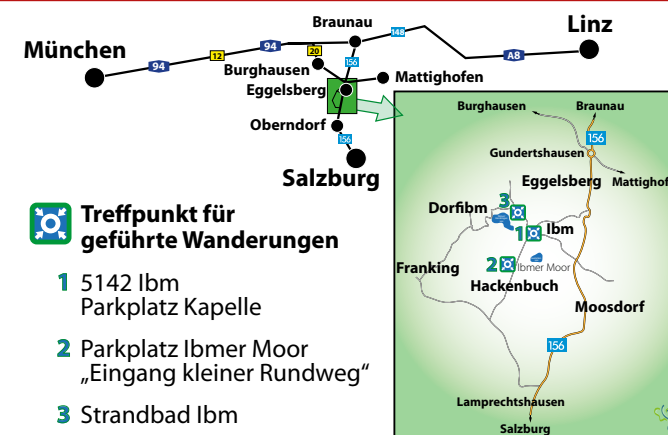 Braunau
Linz
148
München
94
12
94
20
156
A8
Burghausen
Mattighofen
Eggelsberg
Oberndorf
156
Salzburg
Treffpunkt für
geführte Wanderungen
1 5142 Ibm
Parkplatz Kapelle
2 Parkplatz Ibmer Moor
„Eingang kleiner Rundweg“
3 Strandbad Ibm
Burghausen
Braunau
156
Gundertshausen
Eggelsberg
Mattighof
3
Dorfibm
1
Ibm
Franking
2
Ibmer Moor
Hackenbuch
Moosdorf
156
Lamprechtshausen
Salzburg